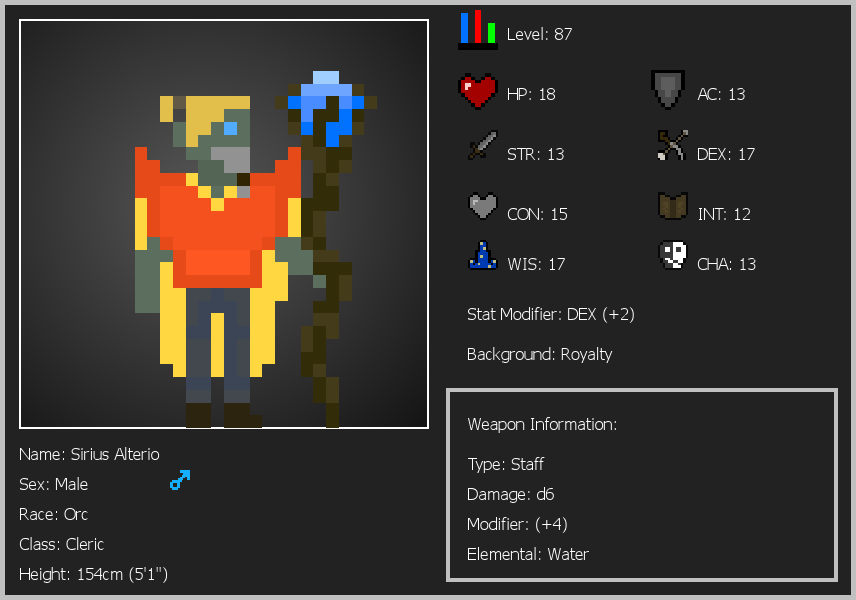 Level: 87
HP: 18
AC: 13
STR: 13
DEX: 17
CON: 15
INT: 12
WIS: 17
CHA: 13
Stat Modifier: DEX (+2)
Background: Royalty
Weapon Information:
Type: Staff
Damage: d6
Modifier: (+4)
Elemental: Water
Name: Sirius Alterio
Sex: Male
Race: Orc
Class: Cleric
Height: 154cm (5'1")